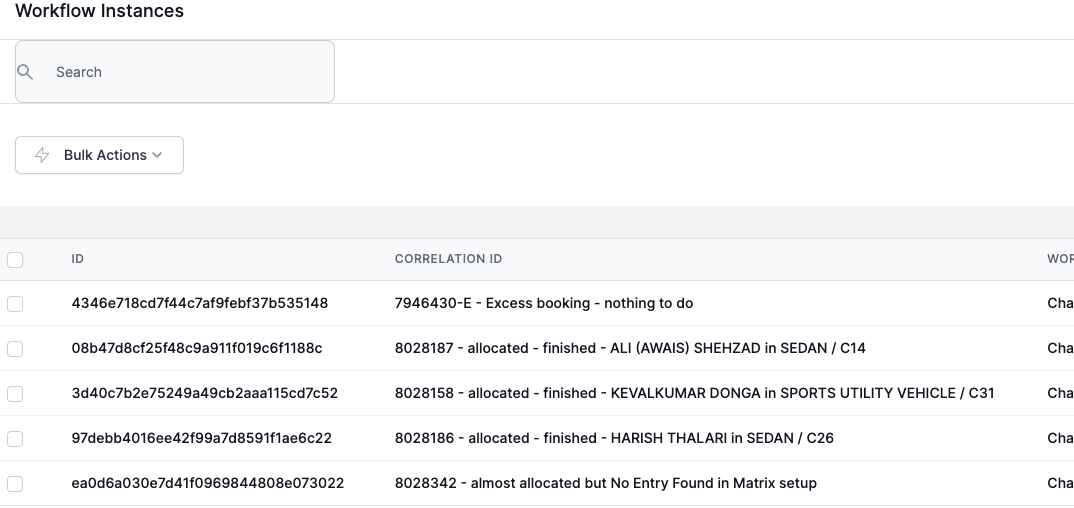 Workflow Instances
Search
Bulk Actions
ID CORRELATION ID WOR
4346e718cd7f44c7af9febf37b535148 7946430-E - Excess booking - nothing to do Cha
08b47d8cf25f48c9a911f019c6f1188c 8028187 - allocated - finished - ALI (AWAIS) SHEHZAD in SEDAN / C14 Cha
3d40c7b2e75249a49cb2aaa115cd7c52 8028158 - allocated - finished - KEVALKUMAR DONGA in SPORTS UTILITY VEHICLE / C31 Cha
97debb4016ee42f99a7d8591f1ae6c22 8028186 - allocated - finished - HARISH THALARI in SEDAN / C26 Cha
ea0d6a030e7d41f0969844808e073022 8028342 - almost allocated but No Entry Found in Matrix setup Cha